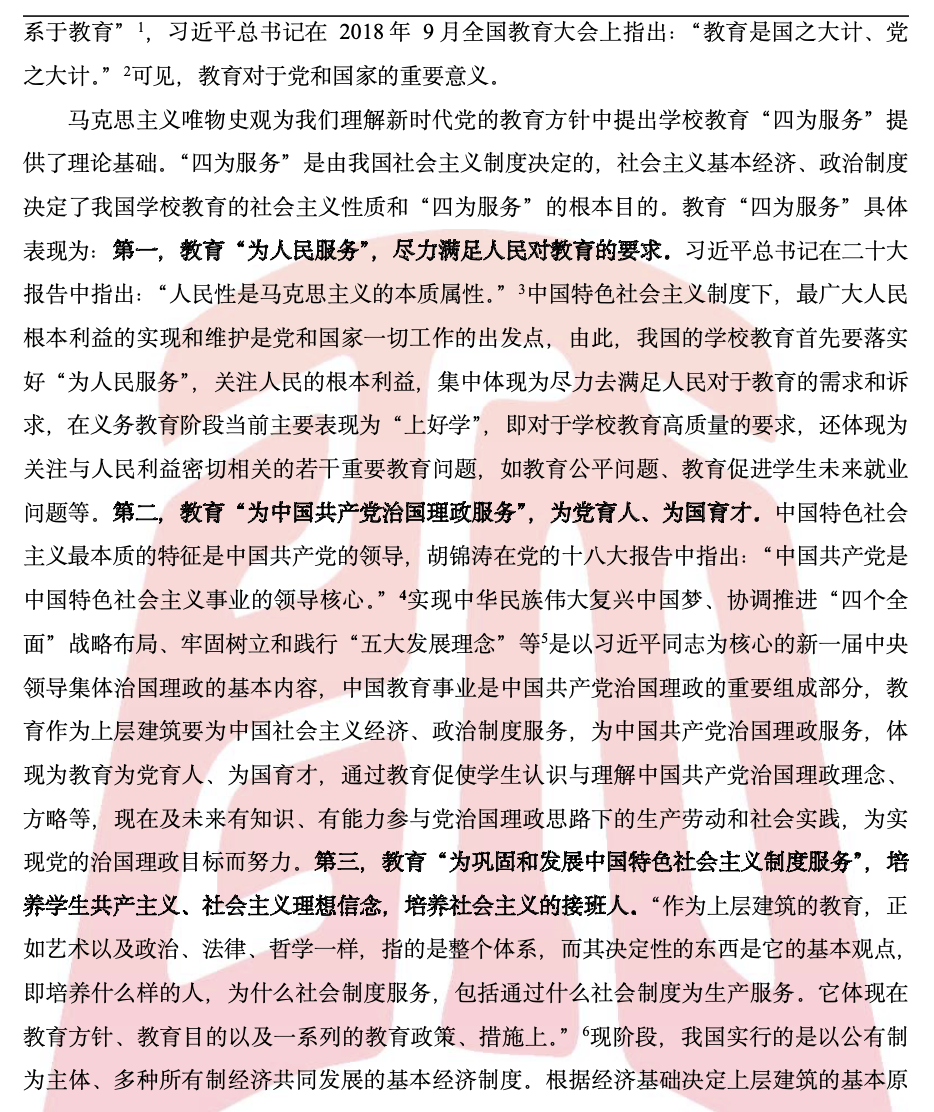 系于教育”1，习近平总书记在 2018 年 9 月全国教育大会上指出：“教育是国之大计、党
之大计。”2可见，教育对于党和国家的重要意义。
马克思主义唯物史观为我们理解新时代党的教育方针中提出学校教育“四为服务”提
供了理论基础。“四为服务”是由我国社会主义制度决定的，社会主义基本经济、政治制度
决定了我国学校教育的社会主义性质和“四为服务”的根本目的。教育“四为服务”具体
表现为：第一，教育“为人民服务”，尽力满足人民对教育的要求。习近平总书记在二十大
报告中指出：“人民性是马克思主义的本质属性。”3中国特色社会主义制度下，最广大人民
根本利益的实现和维护是党和国家一切工作的出发点，由此，我国的学校教育首先要落实
好“为人民服务”，关注人民的根本利益，集中体现为尽力去满足人民对于教育的需求和诉
求，在义务教育阶段当前主要表现为“上好学”，即对于学校教育高质量的要求，还体现为
关注与人民利益密切相关的若干重要教育问题，如教育公平问题、教育促进学生未来就业
问题等。第二，教育“为中国共产党治国理政服务”，为党育人、为国育才。中国特色社会
主义最本质的特征是中国共产党的领导，胡锦涛在党的十八大报告中指出：“中国共产党是
中国特色社会主义事业的领导核心。”4实现中华民族伟大复兴中国梦、协调推进“四个全
面”战略布局、牢固树立和践行“五大发展理念”等5是以习近平同志为核心的新一届中央
领导集体治国理政的基本内容，中国教育事业是中国共产党治国理政的重要组成部分，教
育作为上层建筑要为中国社会主义经济、政治制度服务，为中国共产党治国理政服务，体
现为教育为党育人、为国育才，通过教育促使学生认识与理解中国共产党治国理政理念、
方略等，现在及未来有知识、有能力参与党治国理政思路下的生产劳动和社会实践，为实
现党的治国理政目标而努力。第三，教育“为巩固和发展中国特色社会主义制度服务”，培
养学生共产主义、社会主义理想信念，培养社会主义的接班人。“作为上层建筑的教育，正
如艺术以及政治、法律、哲学一样，指的是整个体系，而其决定性的东西是它的基本观点，
即培养什么样的人，为什么社会制度服务，包括通过什么社会制度为生产服务。它体现在
教育方针、教育目的以及一系列的教育政策、措施上。”6现阶段，我国实行的是以公有制
为主体、多种所有制经济共同发展的基本经济制度。根据经济基础决定上层建筑的基本原